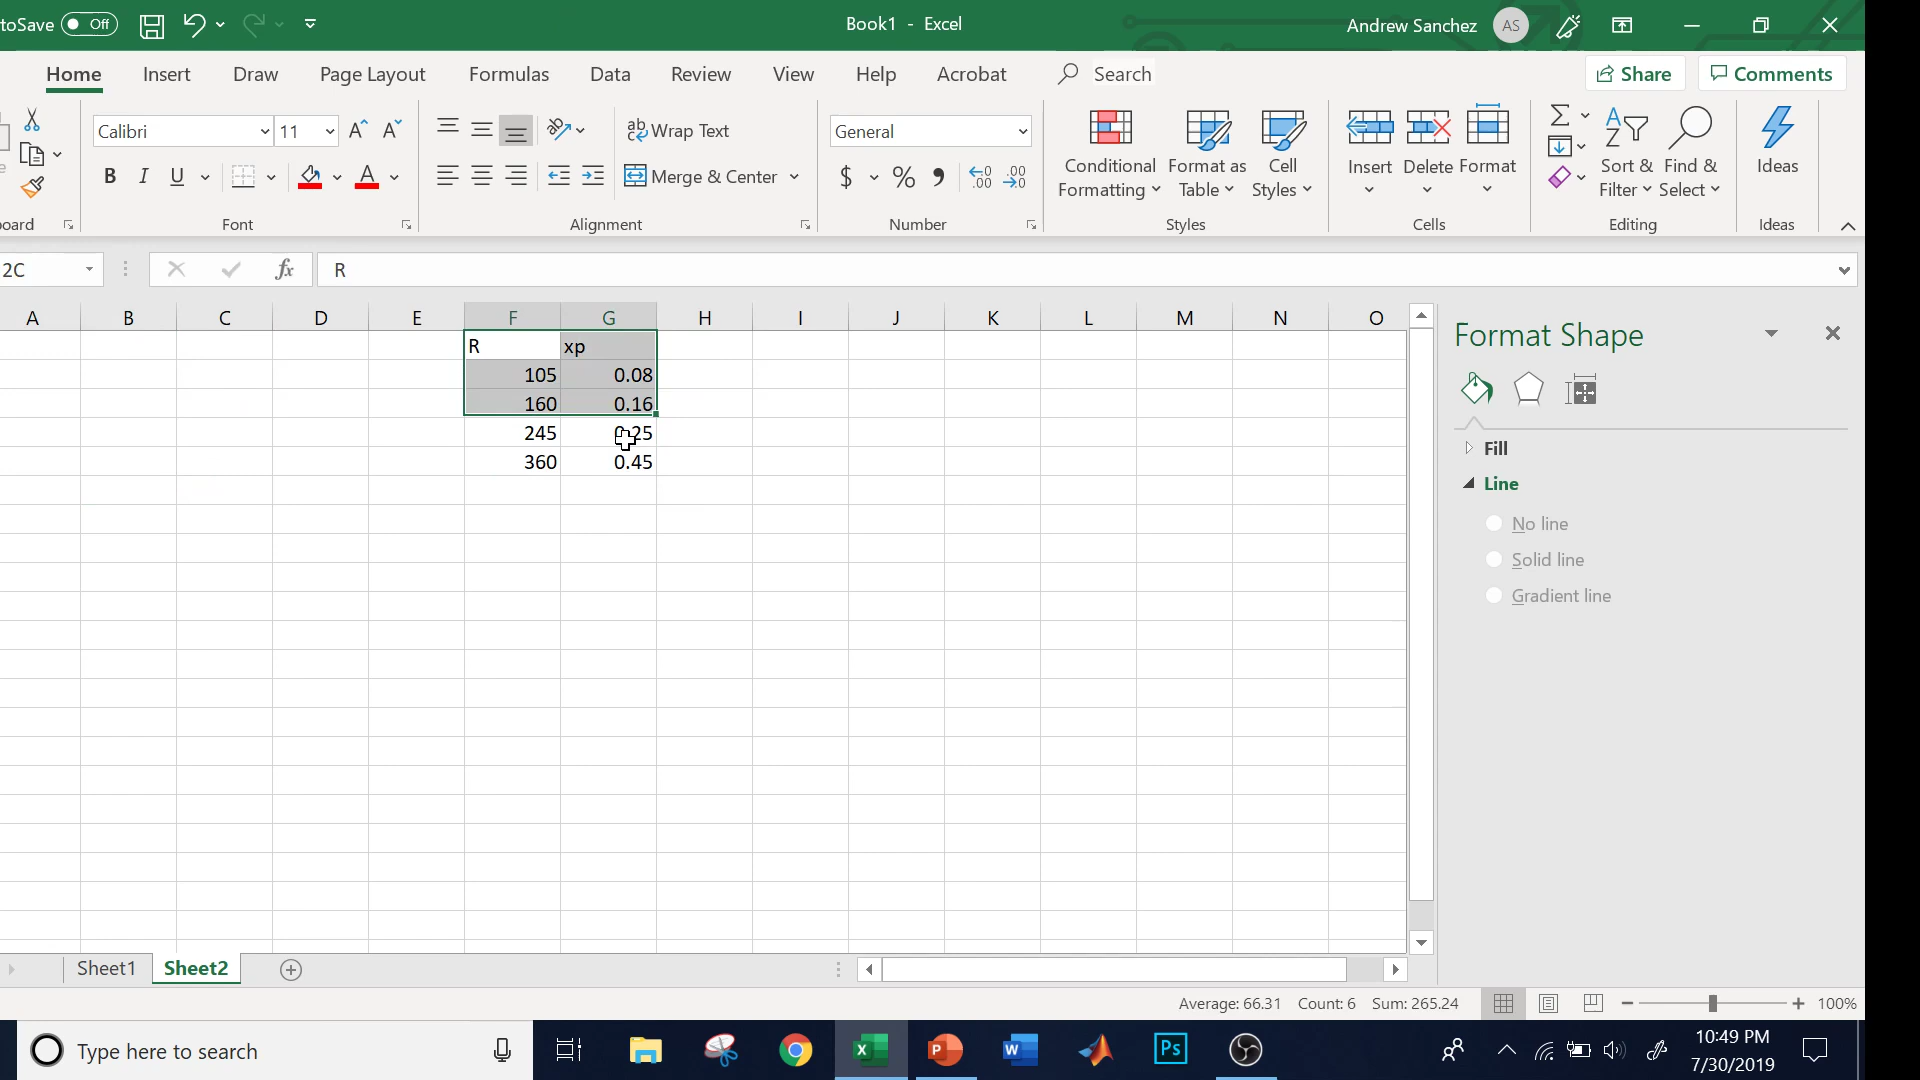 toSave Off Book1 - Excel Andrew Sanchez AS
Home Insert Draw Page Layout Formulas Data Review View Help Acrobat Search Share Comments
Calibri 11 Wrap Text General Conditional Formatting Format as Table Cell Styles Insert Delete Format Sort & Filter Find & Select Ideas
B I U A Merge & Center $ % 9 .00
oard Font Alignment Number Styles Cells Editing Ideas
2C fx R
A B C D E F G H I J K L M N O
R xp
105 0.08
160 0.16
245 0.25
360 0.45
Format Shape
Fill
Line
No line
Solid line
Gradient line
Sheet1 Sheet2
Average: 66.31 Count: 6 Sum: 265.24 100%
Type here to search Ps 10:49 PM
7/30/2019